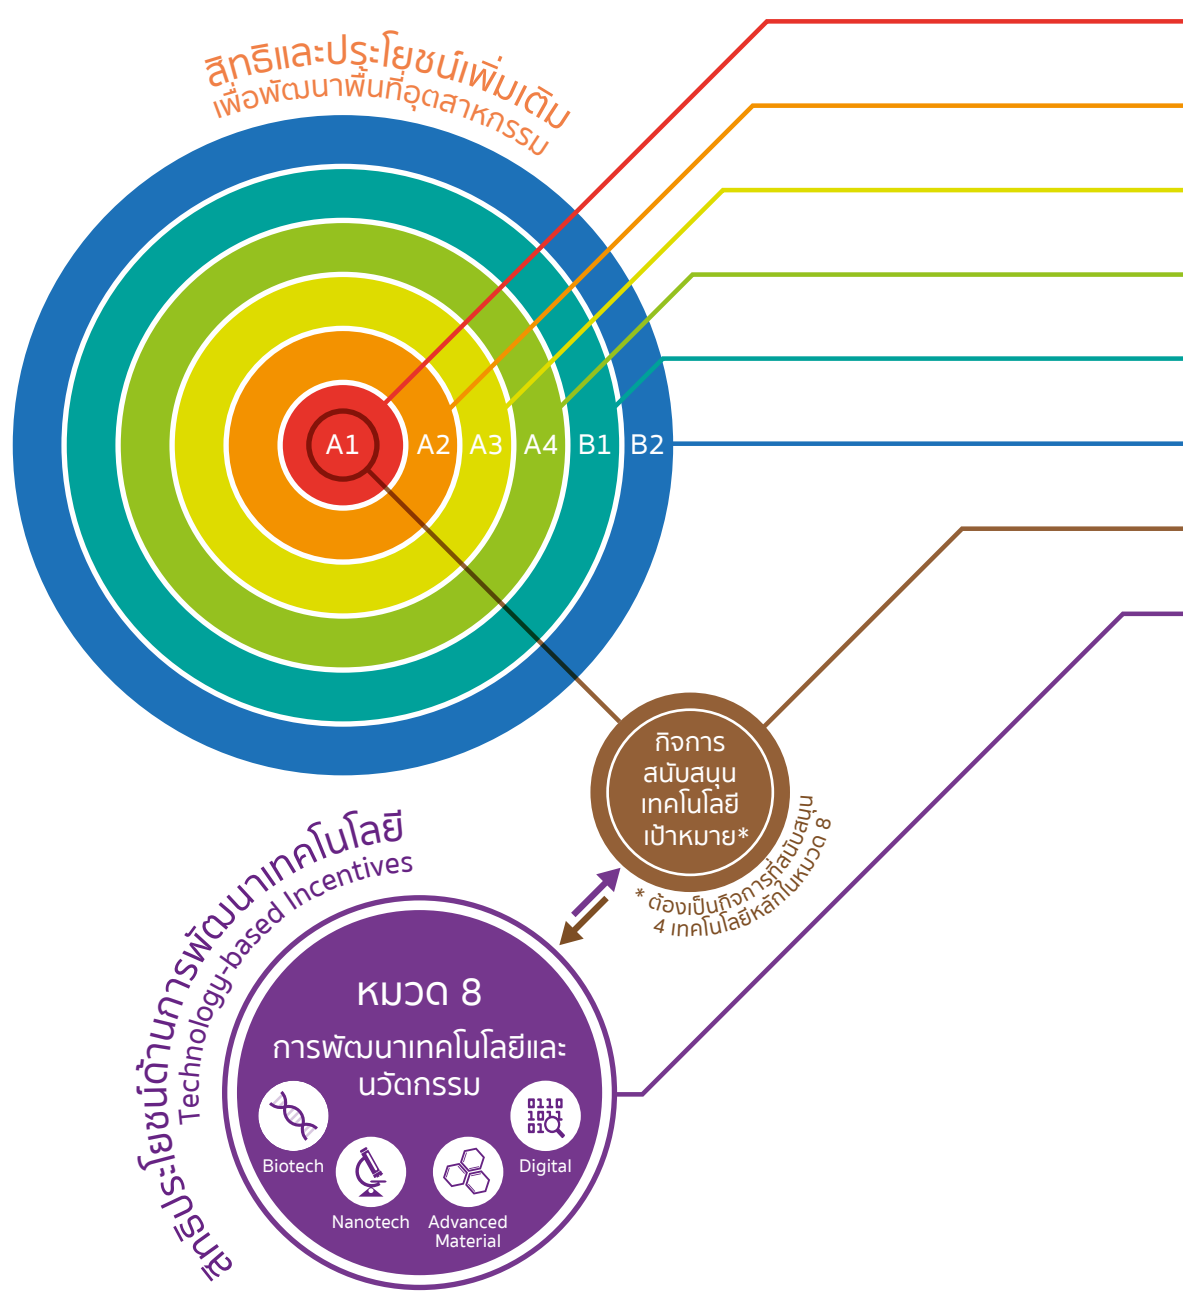 สิทธิและประโยชน์เพิ่มเติม
เพื่อพัฒนาพื้นที่อุตสาหกรรม
A1 A2 A3 A4 B1 B2
กิจการ
สนับสนุน
เทคโนโลยี
เป้าหมาย*
* ต้องเป็นกิจการที่สนับสนุน
4 เทคโนโลยีหลักในหมวด 8
สิทธิประโยชน์ด้านการพัฒนาเทคโนโลยี
Technology-based Incentives
หมวด 8
การพัฒนาเทคโนโลยีและ
นวัตกรรม
0110
1011
01
Biotech
Digital
Nanotech
Advanced
Material